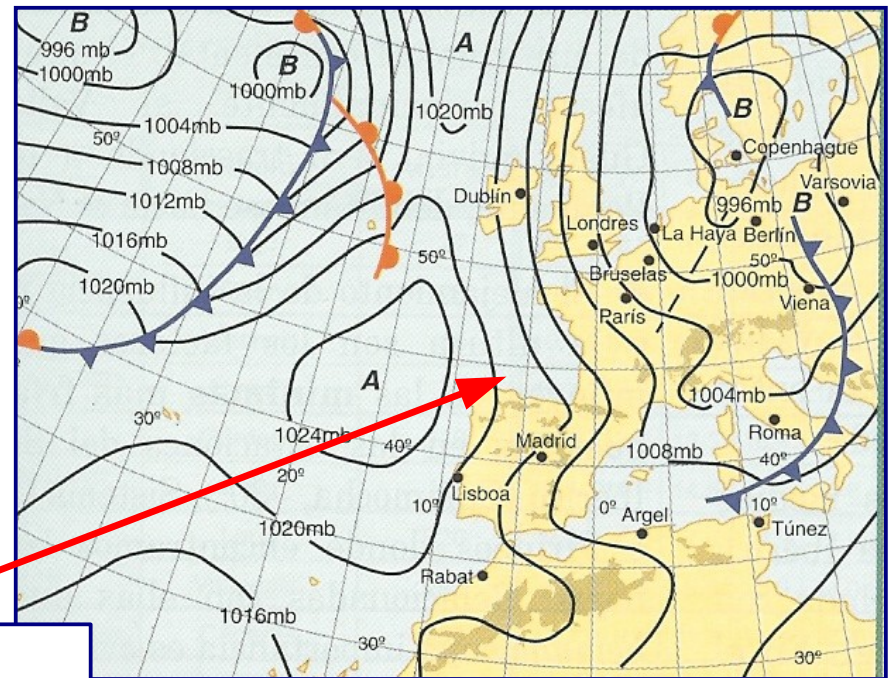 B
A
996 mb
B
1000mb
1000mb
1020mb
B
1004mb
50º
Copenhague
1008mb
Varsovia
Dublín
1012mb
996mb
B
Londres
La Haya
Berlín
1016mb
50º
50º
Bruselas
1000mb
1020mb
Viena
París
A
1004mb
30º
Roma
1024mb
40º
Madrid
1008mb
40º
20º
Lisboa
10º
0º
10º
Argel
Túnez
1020mb
Rabat
1016mb
30º
30º